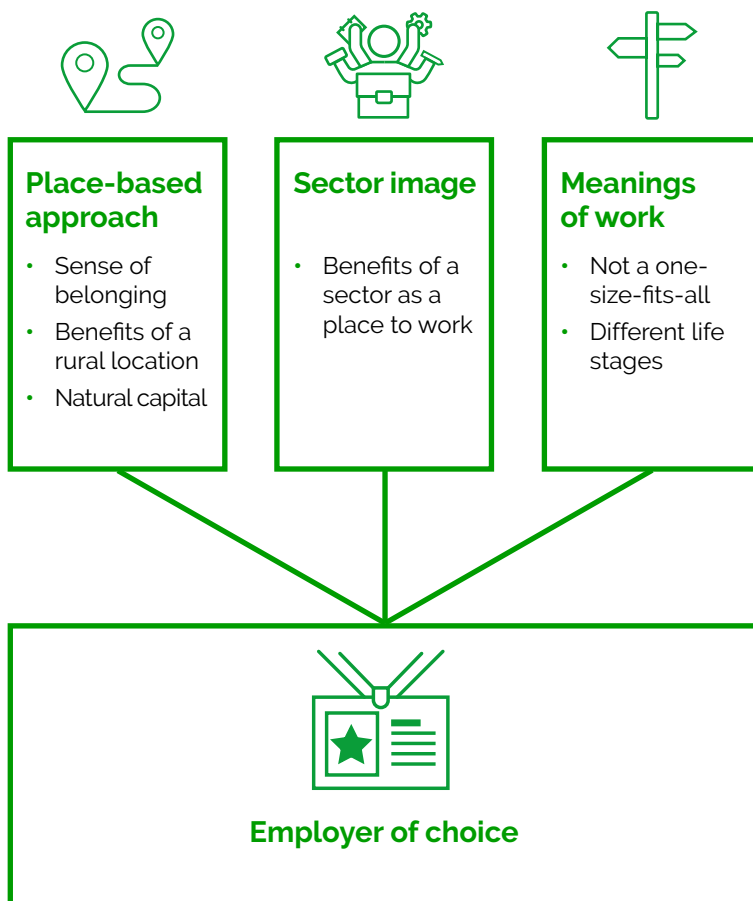 Place-based
approach
• Sense of
belonging
• Benefits of a
rural location
• Natural capital
Sector image
• Benefits of a
sector as a
place to work
Meanings
of work
• Not a one-
size-fits-all
• Different life
stages
Employer of choice